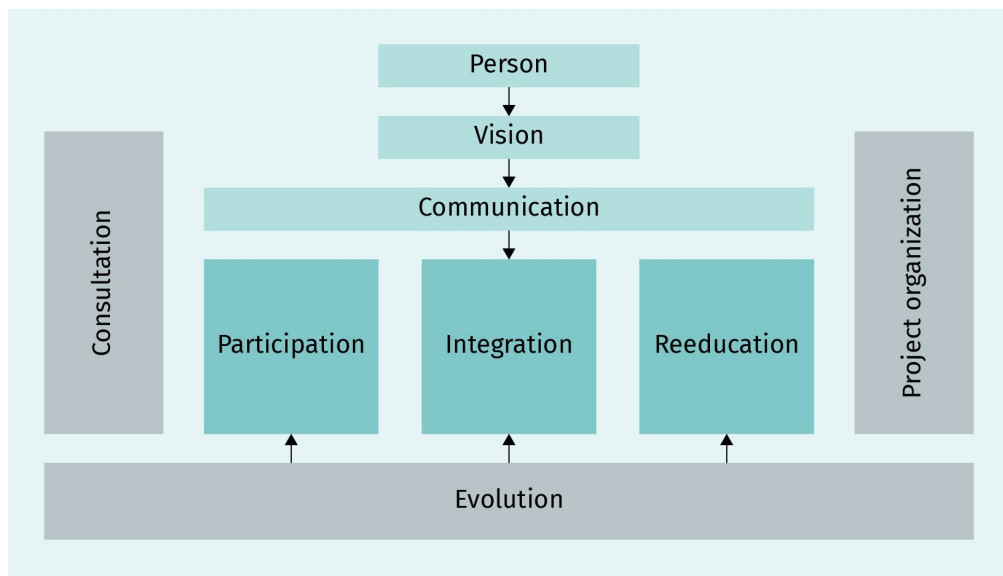 Person
Vision
Communication
Consultation
Participation
Integration
Reeducation
Project organization
Evolution